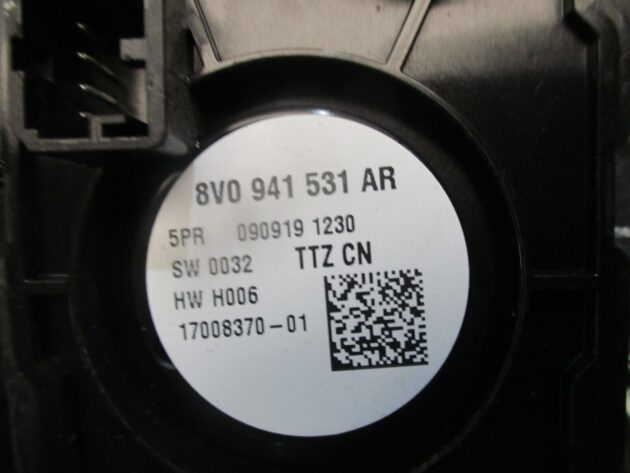 8V0 941 531 AR
5PR 090919 1230
SW 0032 TTZ CN
HW H006
17008370-01